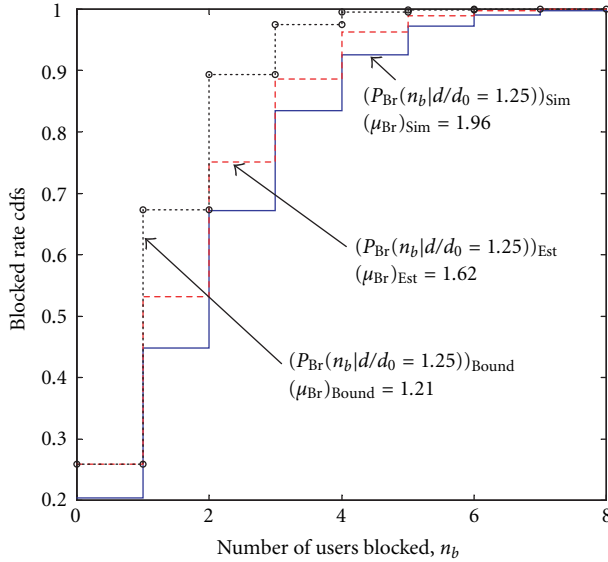 1
0.9
0.8
0.7
0.6
0.5
0.4
0.3
0.2
Blocked rate cdfs
(P_Br(n_b|d/d_0 = 1.25))_Sim
(μ_Br)_Sim = 1.96
(P_Br(n_b|d/d_0 = 1.25))_Est
(μ_Br)_Est = 1.62
(P_Br(n_b|d/d_0 = 1.25))_Bound
(μ_Br)_Bound = 1.21
0 2 4 6 8
Number of users blocked, n_b